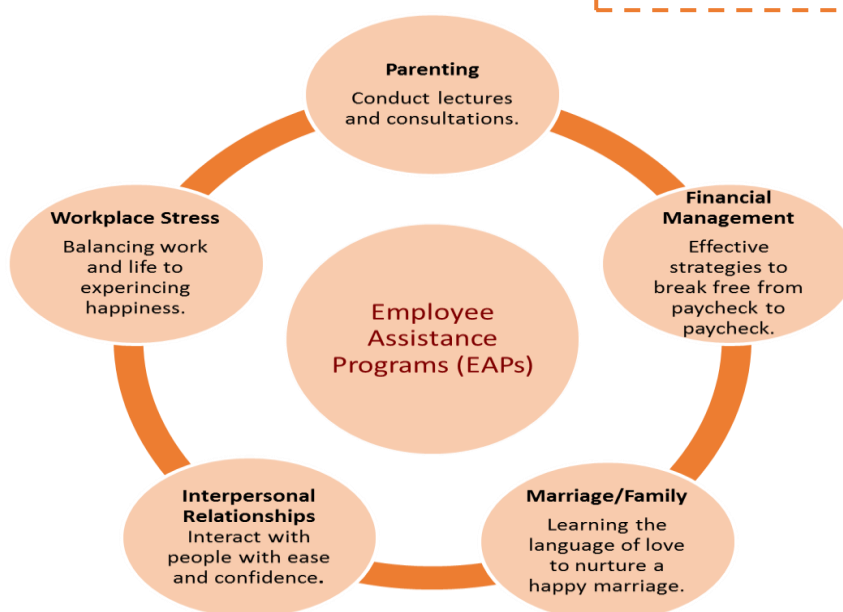 Parenting
Conduct lectures
and consultations.
Financial
Management
Effective
strategies to
break free from
paycheck to
paycheck.
Workplace Stress
Balancing work
and life to
experincing
happiness.
Employee
Assistance
Programs (EAPs)
Interpersonal
Relationships
Interact with
people with ease
and confidence.
Marriage/Family
Learning the
language of love
to nurture a
happy marriage.